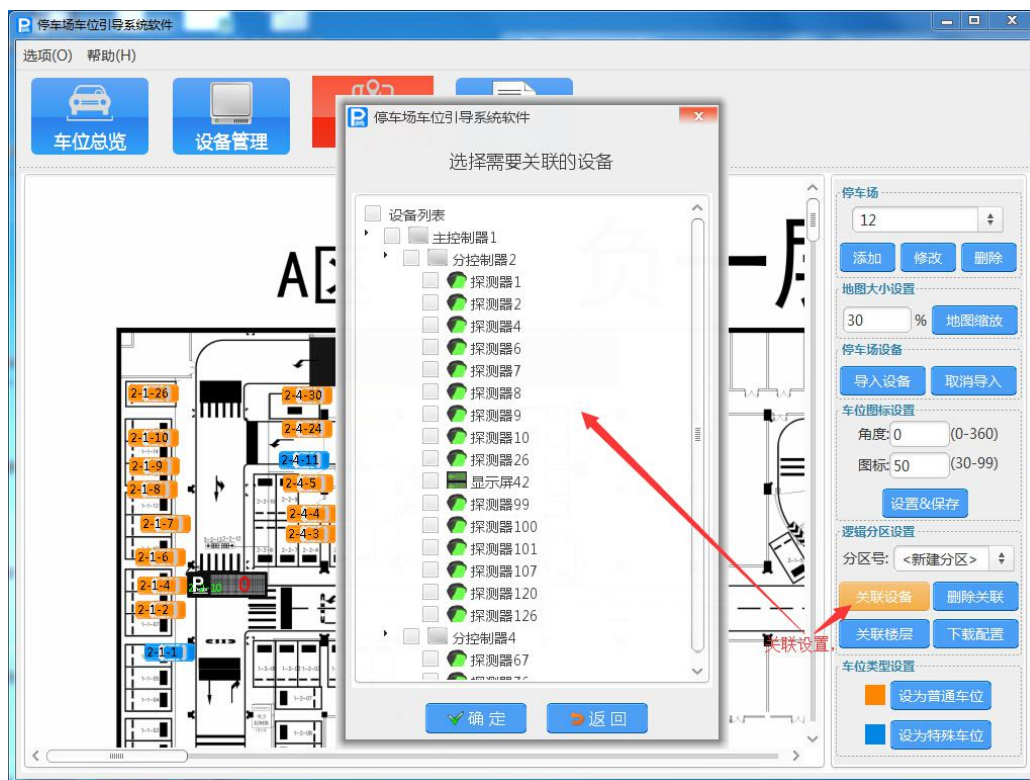 停车场车位引导系统软件
选项(O) 帮助(H)
车位总览
设备管理
停车场车位引导系统软件
选择需要关联的设备
设备列表
主控制器1
分控制器2
探测器1
探测器2
探测器4
探测器6
探测器7
探测器8
探测器9
探测器10
探测器26
显示屏42
探测器99
探测器100
探测器101
探测器107
探测器120
探测器126
分控制器4
探测器67
确定
返回
A区
负一层
2-1-26
2-1-10
2-1-9
2-1-8
2-1-7
2-1-6
2-1-4
2-1-2
2-1-1
2-4-30
2-4-24
2-4-11
2-4-5
2-4-4
2-4-3
P
0
停车场
12
添加 修改 删除
地图大小设置
30 % 地图缩放
停车场设备
导入设备 取消导入
车位图标设置
角度: 0 (0-360)
图标: 50 (30-99)
设置&保存
逻辑分区设置
分区号: <新建分区>
关联设备 删除关联
关联设置,
关联楼层 下载配置
车位类型设置
设为普通车位
设为特殊车位